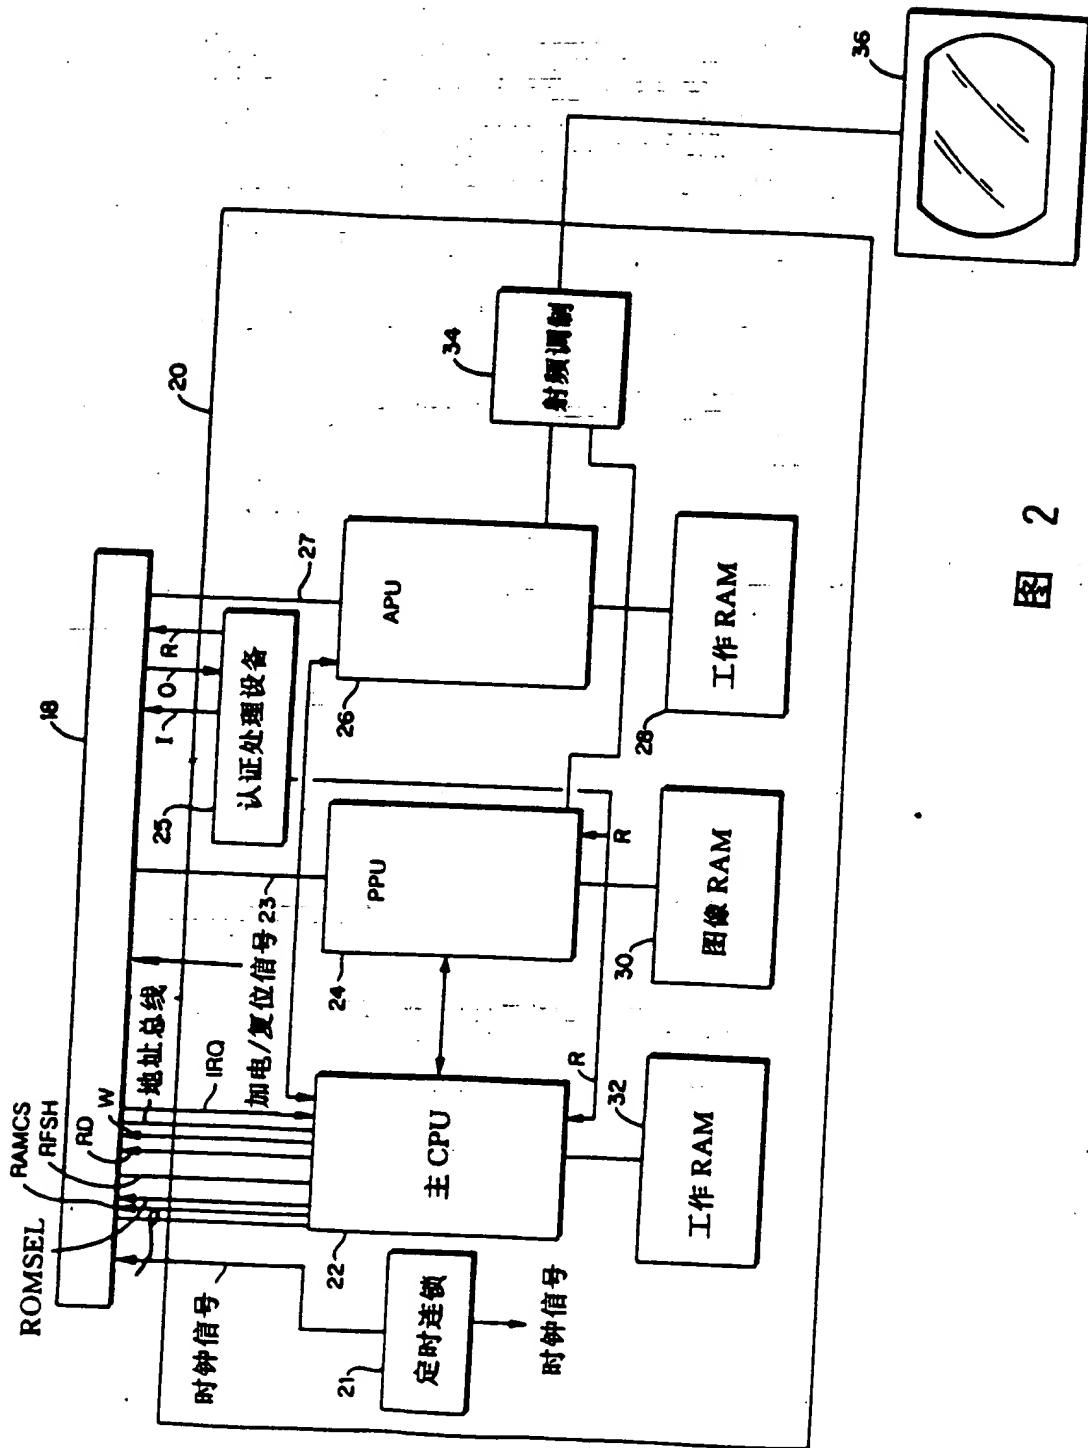 36
20
34
射频调制
18
27
R
O
I
25
认证处理设备
26
APU
28
工作RAM
23
24
PPU
R
30
图像RAM
加电/复位信号
IRQ
地址总线
W
RD
RFSH
RAMCS
ROMSEL
22
主CPU
R
32
工作RAM
时钟信号
21
定时连锁
时钟信号
图 2